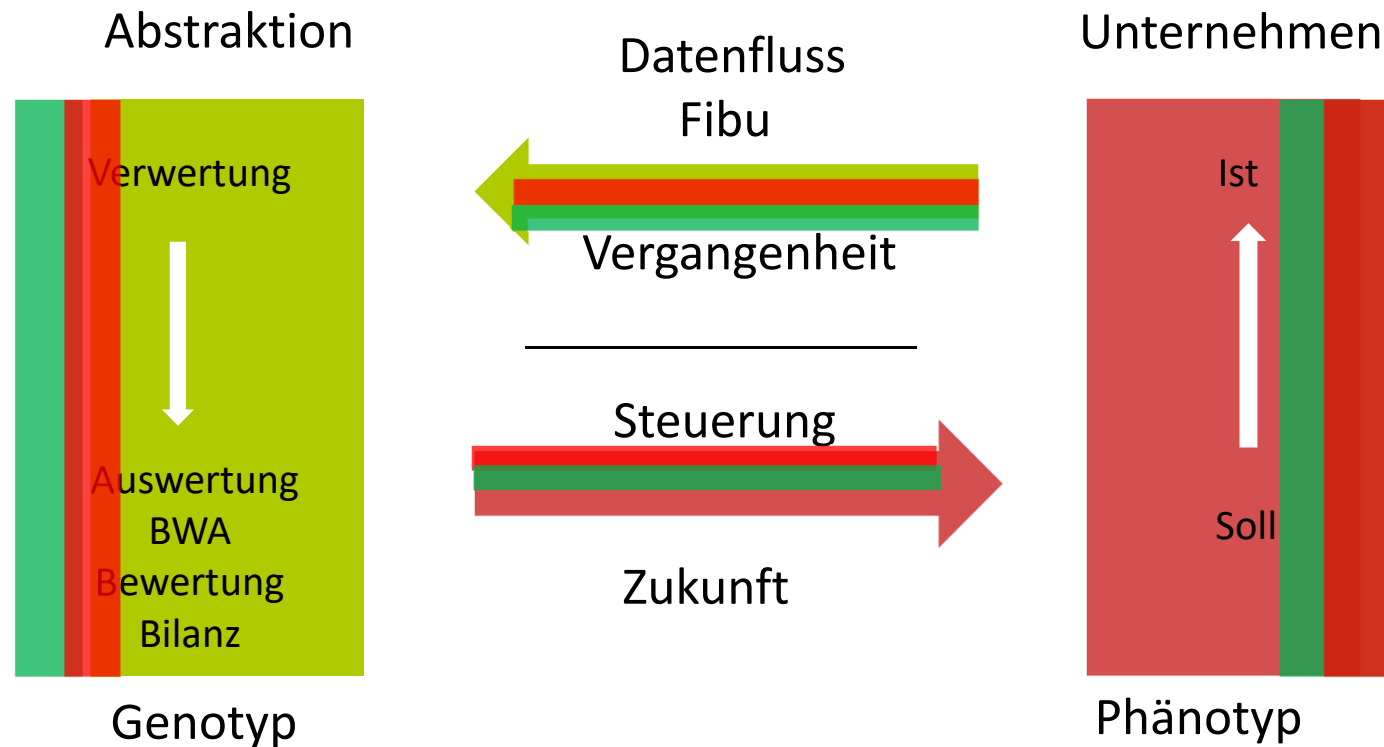 Abstraktion
Datenfluss
Fibu
Unternehmen
Verwertung
Ist
Vergangenheit
Steuerung
Auswertung
BWA
Bewertung
Bilanz
Soll
Zukunft
Genotyp
Phänotyp